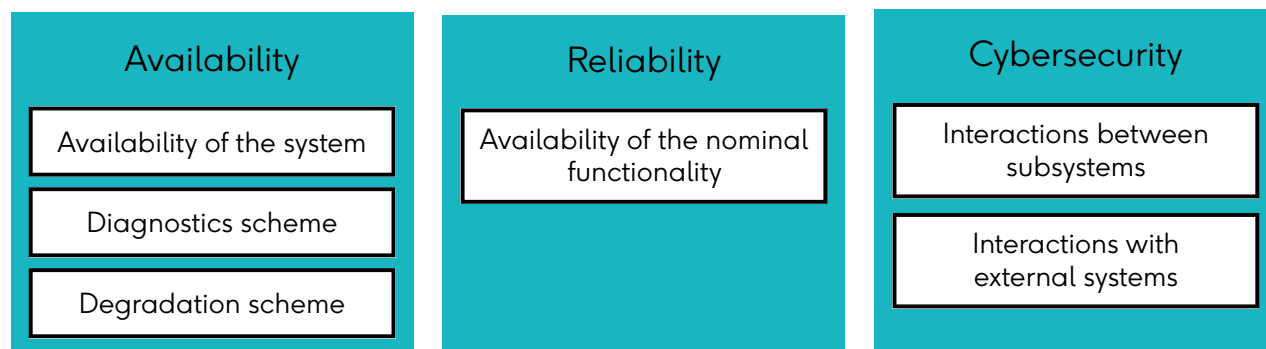 Availability
Availability of the system
Diagnostics scheme
Degradation scheme
Reliability
Availability of the nominal
functionality
Cybersecurity
Interactions between
subsystems
Interactions with
external systems